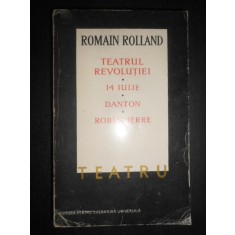 ROMAIN ROLLAND
TEATRUL
REVOLUȚIEI
14 IULIE
DANTON
ROBESPIERRE
TEATRU